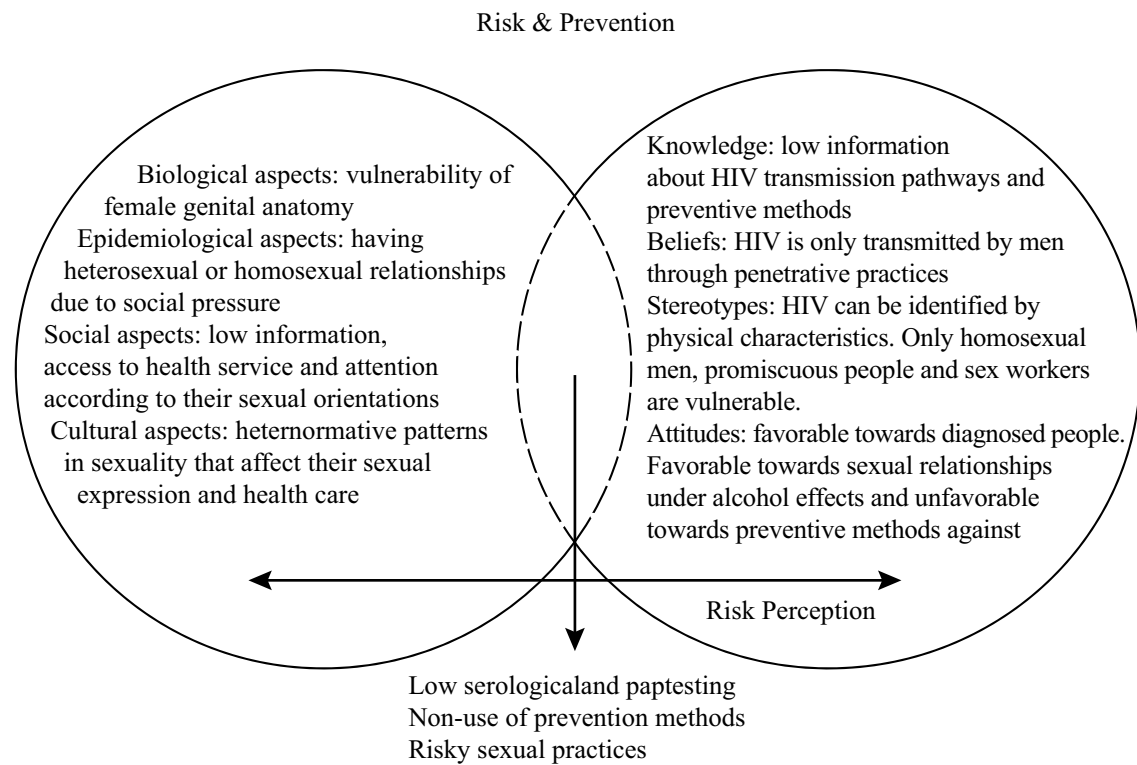 Risk & Prevention
Biological aspects: vulnerability of
female genital anatomy
Epidemiological aspects: having
heterosexual or homosexual relationships
due to social pressure
Social aspects: low information,
access to health service and attention
according to their sexual orientations
Cultural aspects: heternormative patterns
in sexuality that affect their sexual
expression and health care
Knowledge: low information
about HIV transmission pathways and
preventive methods
Beliefs: HIV is only transmitted by men
through penetrative practices
Stereotypes: HIV can be identified by
physical characteristics. Only homosexual
men, promiscuous people and sex workers
are vulnerable.
Attitudes: favorable towards diagnosed people.
Favorable towards sexual relationships
under alcohol effects and unfavorable
towards preventive methods against
Risk Perception
Low serologicaland paptesting
Non-use of prevention methods
Risky sexual practices